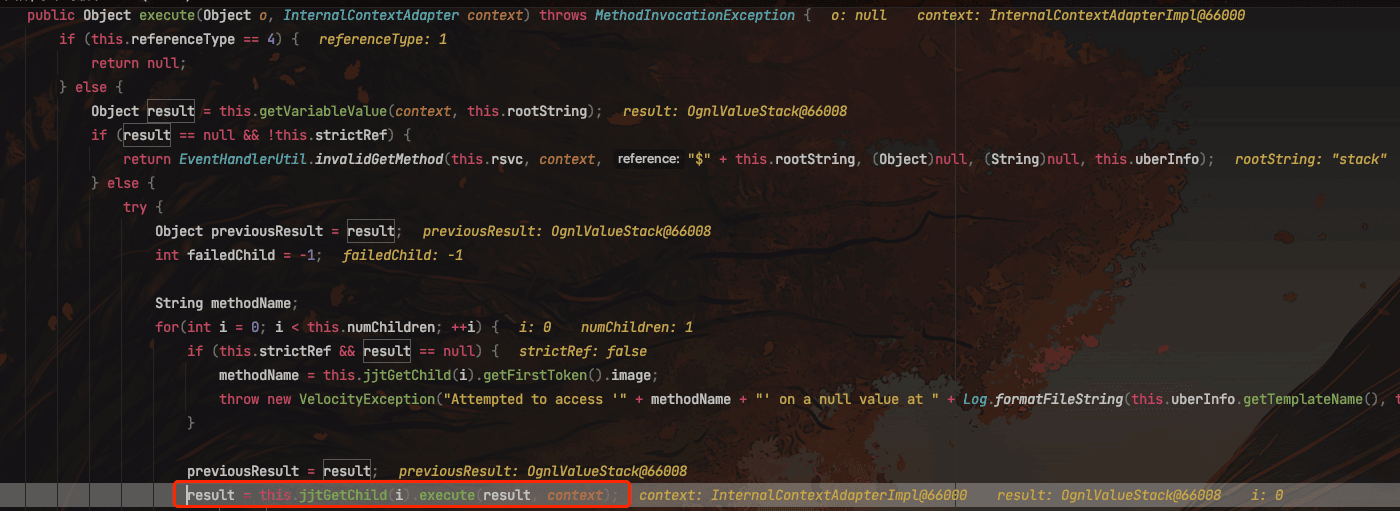 public Object execute(Object o, InternalContextAdapter context) throws MethodInvocationException {   o: null    context: InternalContextAdapterImpl@66000
if (this.referenceType == 4) {   referenceType: 1
return null;
} else {
Object result = this.getVariableValue(context, this.rootString);   result: OgnlValueStack@66008
if (result == null && !this.strictRef) {
return EventHandlerUtil.invalidGetMethod(this.rsvc, context,  reference: "$" + this.rootString, (Object)null, (String)null, this.uberInfo);   rootString: "stack"
} else {
try {
Object previousResult = result;   previousResult: OgnlValueStack@66008
int failedChild = -1;   failedChild: -1
String methodName;
for(int i = 0; i < this.numChildren; ++i) {   i: 0    numChildren: 1
if (this.strictRef && result == null) {   strictRef: false
methodName = this.jjtGetChild(i).getFirstToken().image;
throw new VelocityException("Attempted to access '" + methodName + "' on a null value at " + Log.formatFileString(this.uberInfo.getTemplateName(), t
}
previousResult = result;   previousResult: OgnlValueStack@66008
result = this.jjtGetChild(i).execute(result, context);   context: InternalContextAdapterImpl@66000    result: OgnlValueStack@66008    i: 0